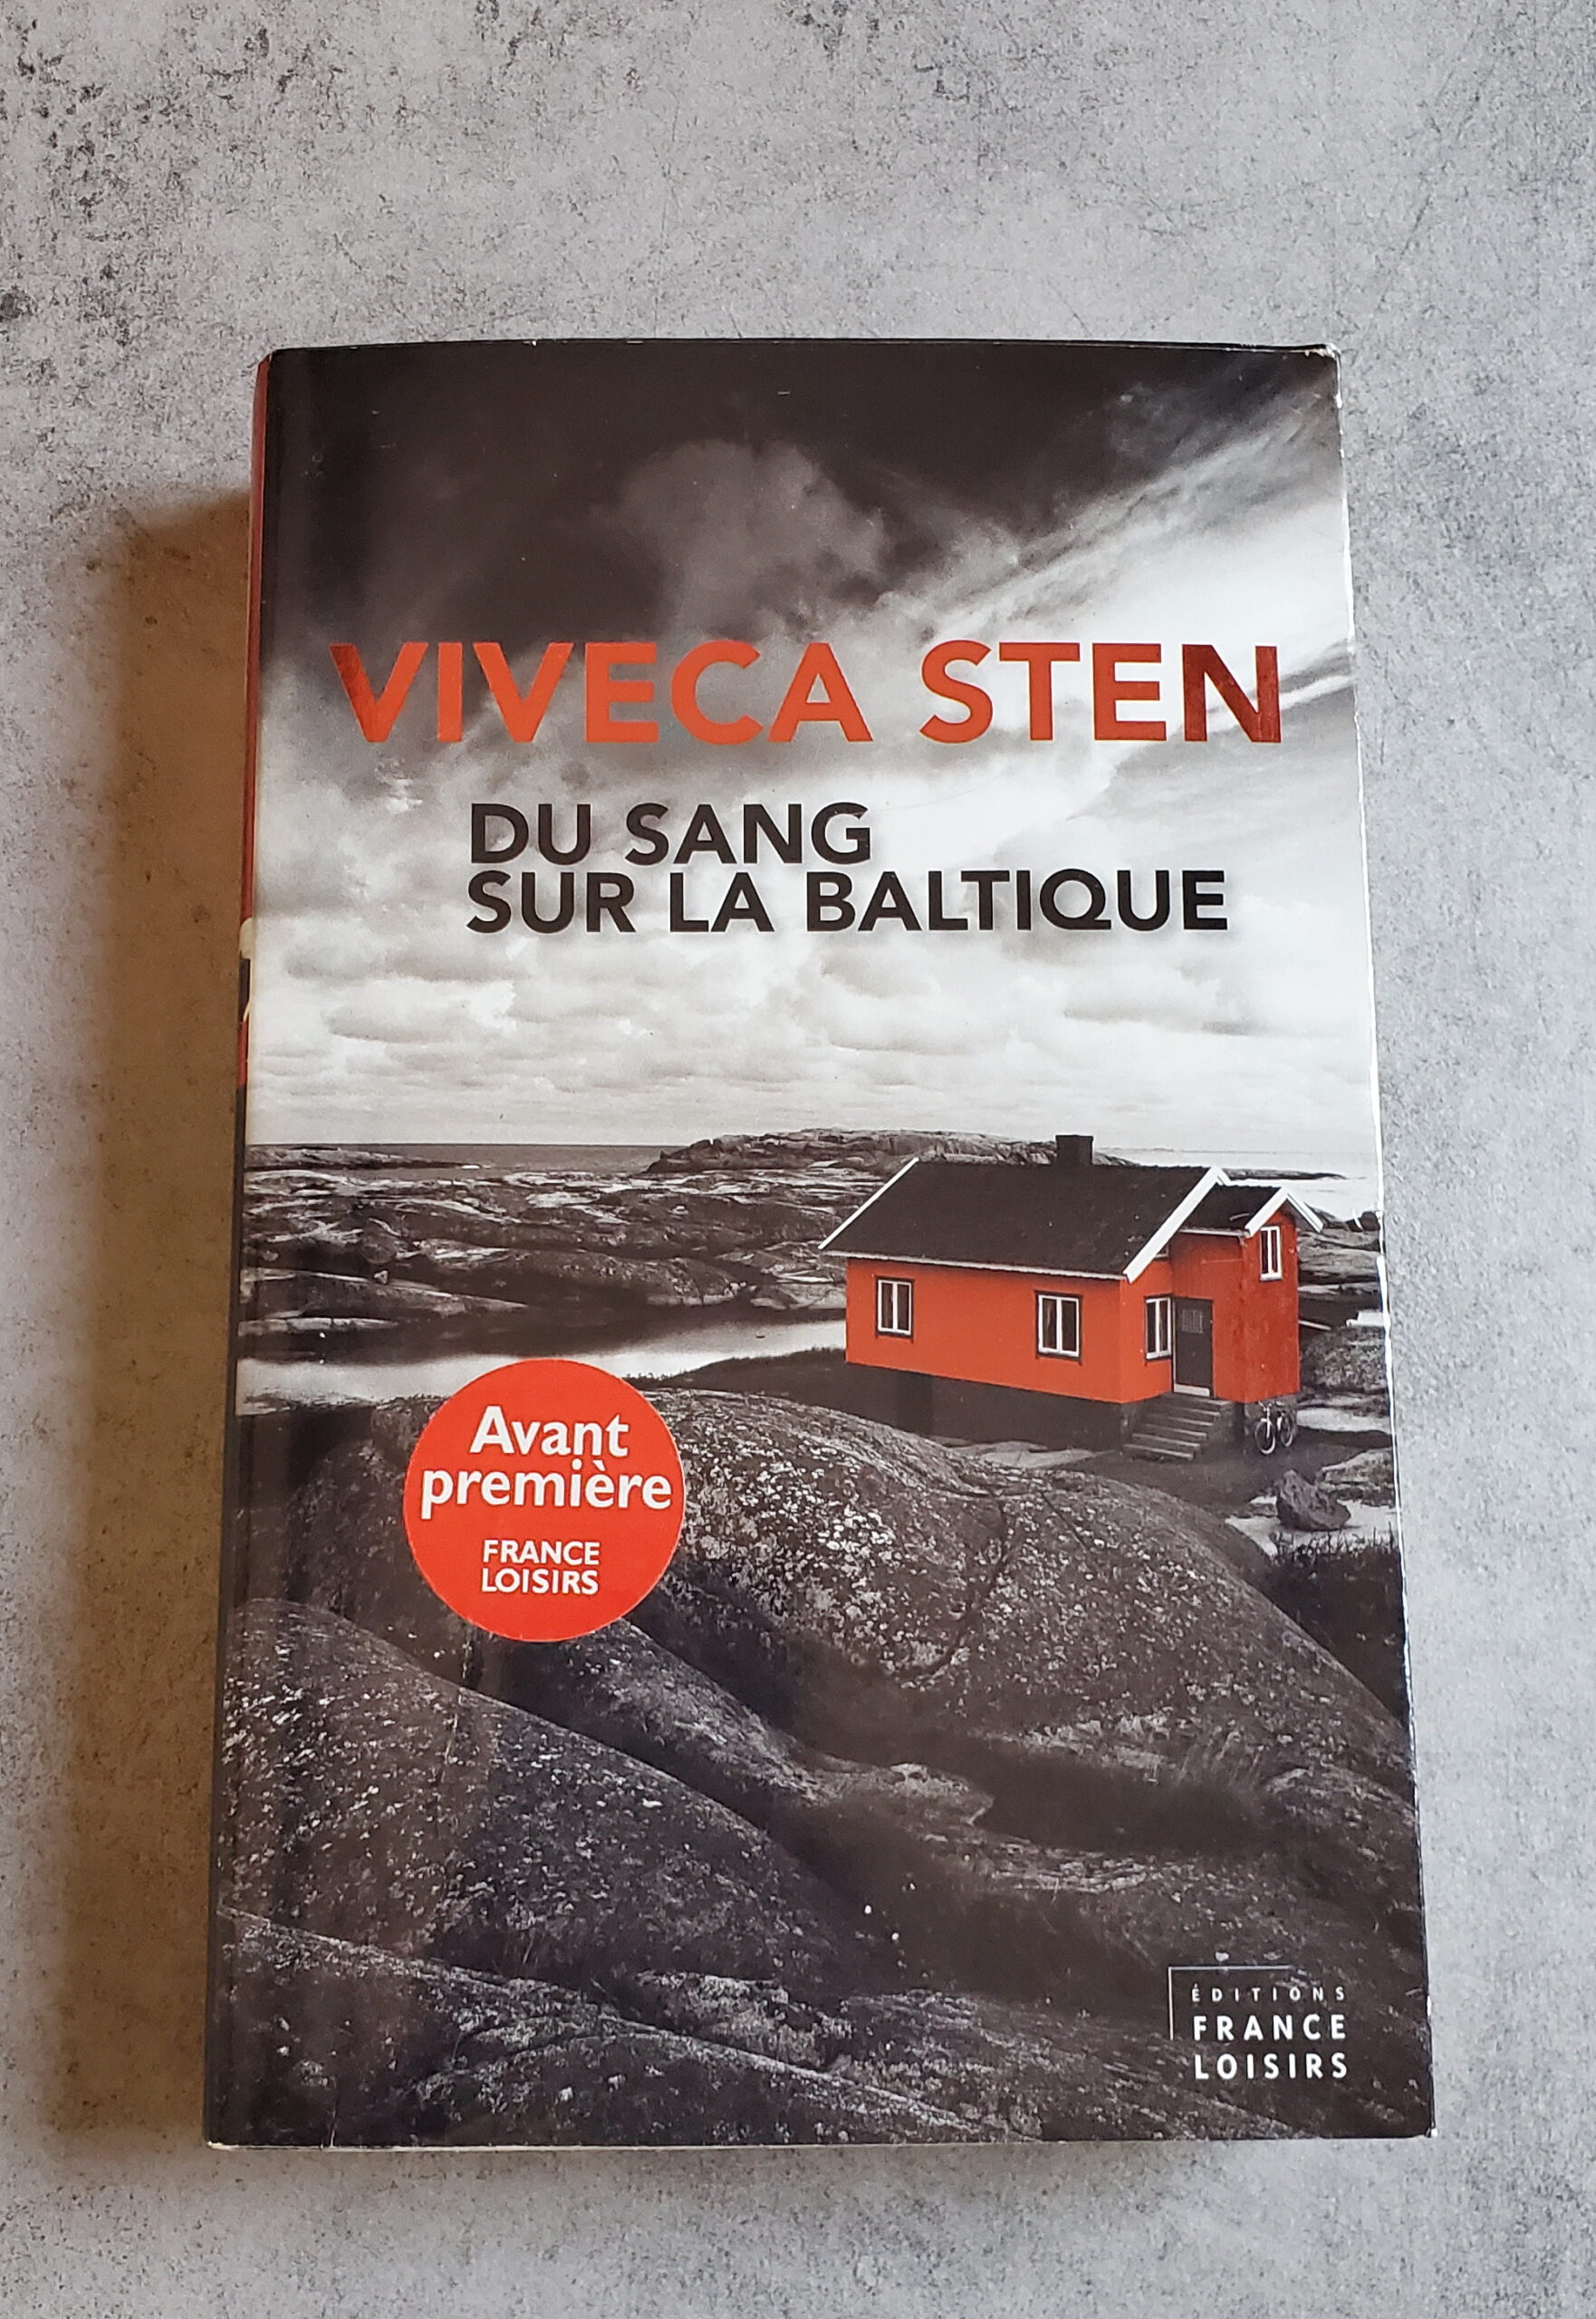 VIVECA STEN
DU SANG
SUR LA BALTIQUE
Avant
première
FRANCE
LOISIRS
ÉDITIONS
FRANCE
LOISIRS